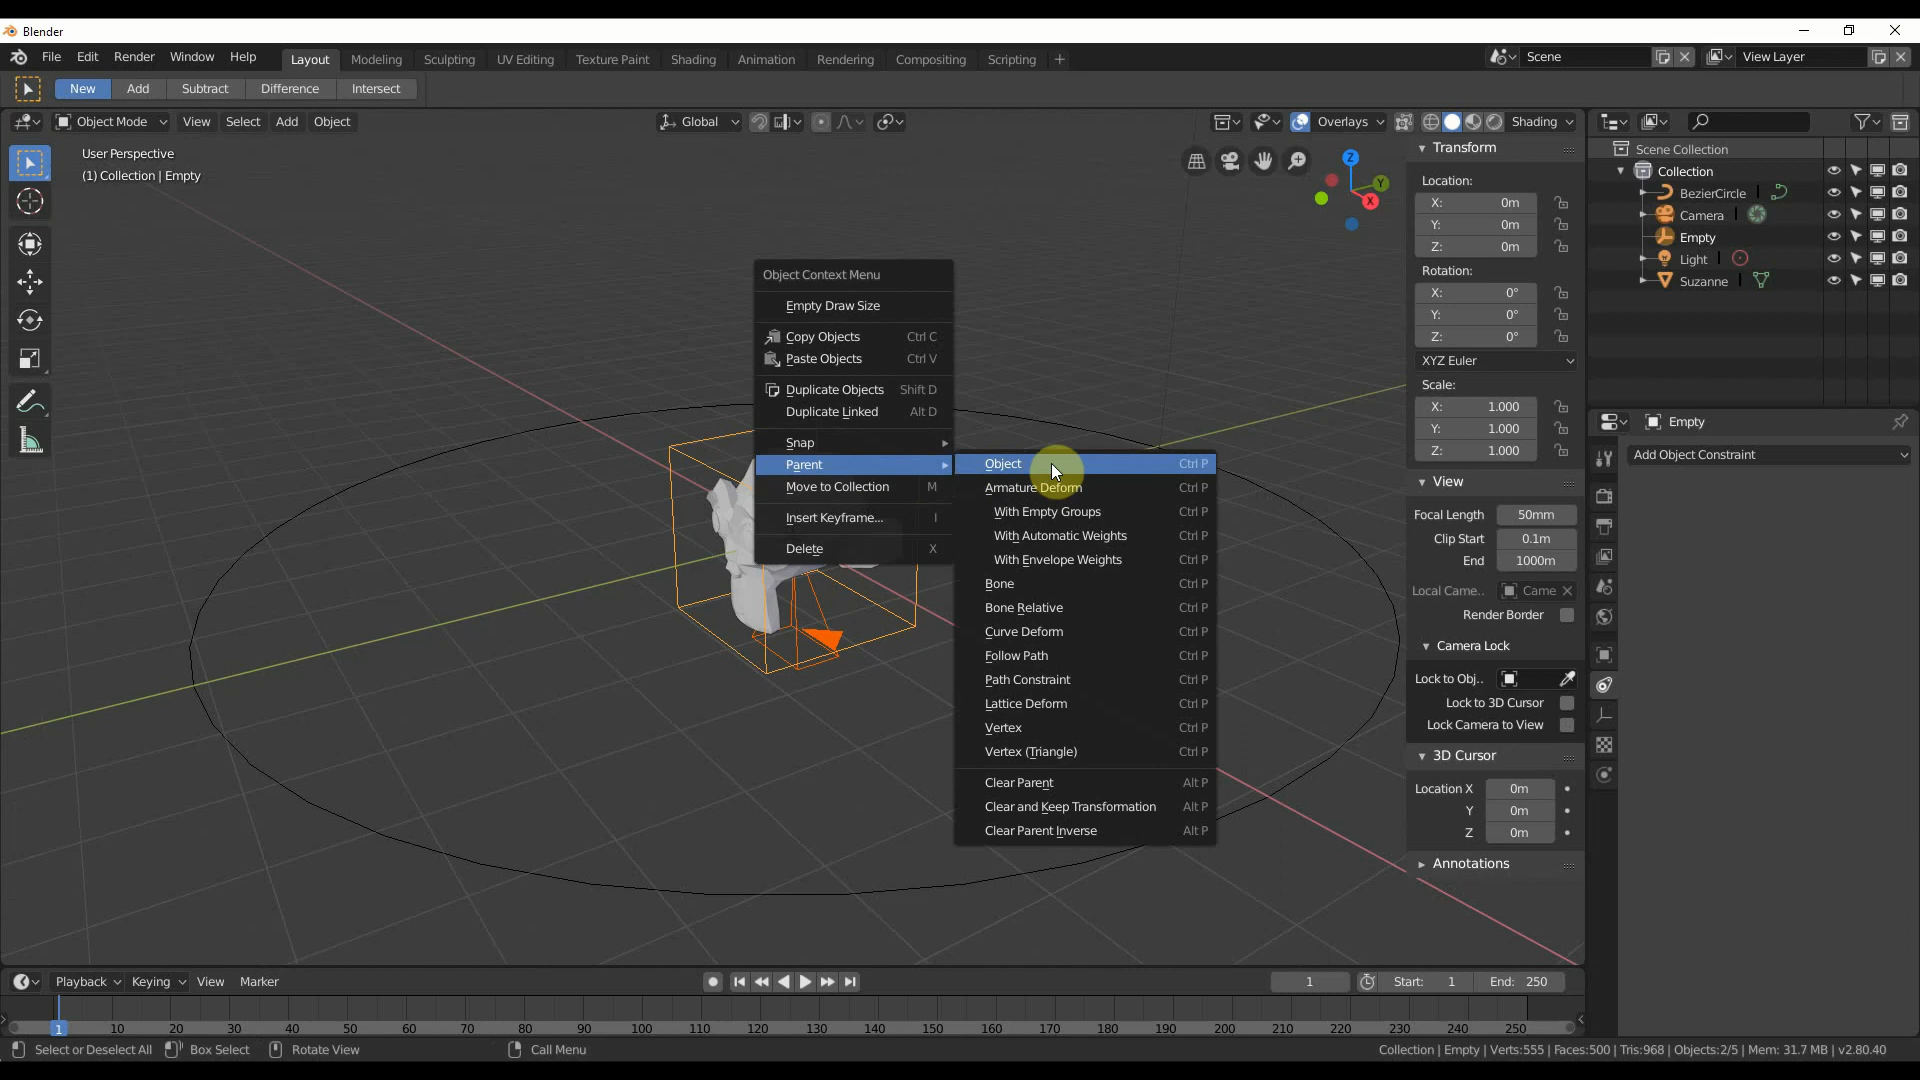 Blender
File Edit Render Window Help Layout Modeling Sculpting UV Editing Texture Paint Shading Animation Rendering Compositing Scripting + Scene View Layer
New Add Subtract Difference Intersect
Object Mode View Select Add Object Global Overlays Shading
User Perspective
(1) Collection | Empty
Z
Y
X
Object Context Menu
Empty Draw Size
Copy Objects Ctrl C
Paste Objects Ctrl V
Duplicate Objects Shift D
Duplicate Linked Alt D
Snap
Parent
Move to Collection M
Insert Keyframe... I
Delete X
Object Ctrl P
Armature Deform Ctrl P
With Empty Groups Ctrl P
With Automatic Weights Ctrl P
With Envelope Weights Ctrl P
Bone Ctrl P
Bone Relative Ctrl P
Curve Deform Ctrl P
Follow Path Ctrl P
Path Constraint Ctrl P
Lattice Deform Ctrl P
Vertex Ctrl P
Vertex (Triangle) Ctrl P
Clear Parent Alt P
Clear and Keep Transformation Alt P
Clear Parent Inverse Alt P
Transform
Location:
X: 0m
Y: 0m
Z: 0m
Rotation:
X: 0°
Y: 0°
Z: 0°
XYZ Euler
Scale:
X: 1.000
Y: 1.000
Z: 1.000
View
Focal Length 50mm
Clip Start 0.1m
End 1000m
Local Came.. Came
Render Border
Camera Lock
Lock to Obj..
Lock to 3D Cursor
Lock Camera to View
3D Cursor
Location X 0m
Y 0m
Z 0m
Annotations
Scene Collection
Collection
BezierCircle
Camera
Empty
Light
Suzanne
Empty
Add Object Constraint
Playback Keying View Marker 1 Start: 1 End: 250
1 10 20 30 40 50 60 70 80 90 100 110 120 130 140 150 160 170 180 190 200 210 220 230 240 250
Select or Deselect All Box Select Rotate View Call Menu Collection | Empty | Verts:555 | Faces:500 | Tris:968 | Objects:2/5 | Mem: 31.7 MB | v2.80.40